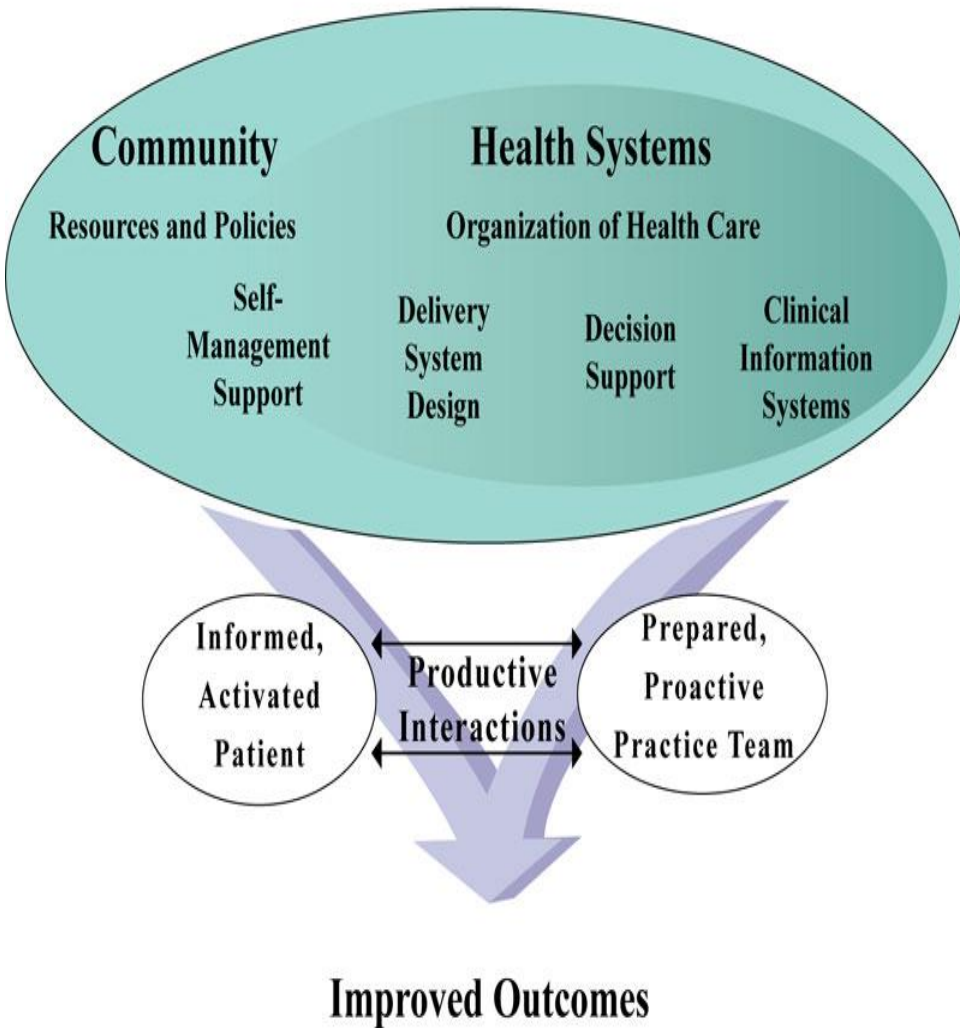 Community
Health Systems
Resources and Policies
Organization of Health Care
Self-
Management
Support
Delivery
System
Design
Decision
Support
Clinical
Information
Systems
Informed,
Activated
Patient
Productive
Interactions
Prepared,
Proactive
Practice Team
Improved Outcomes